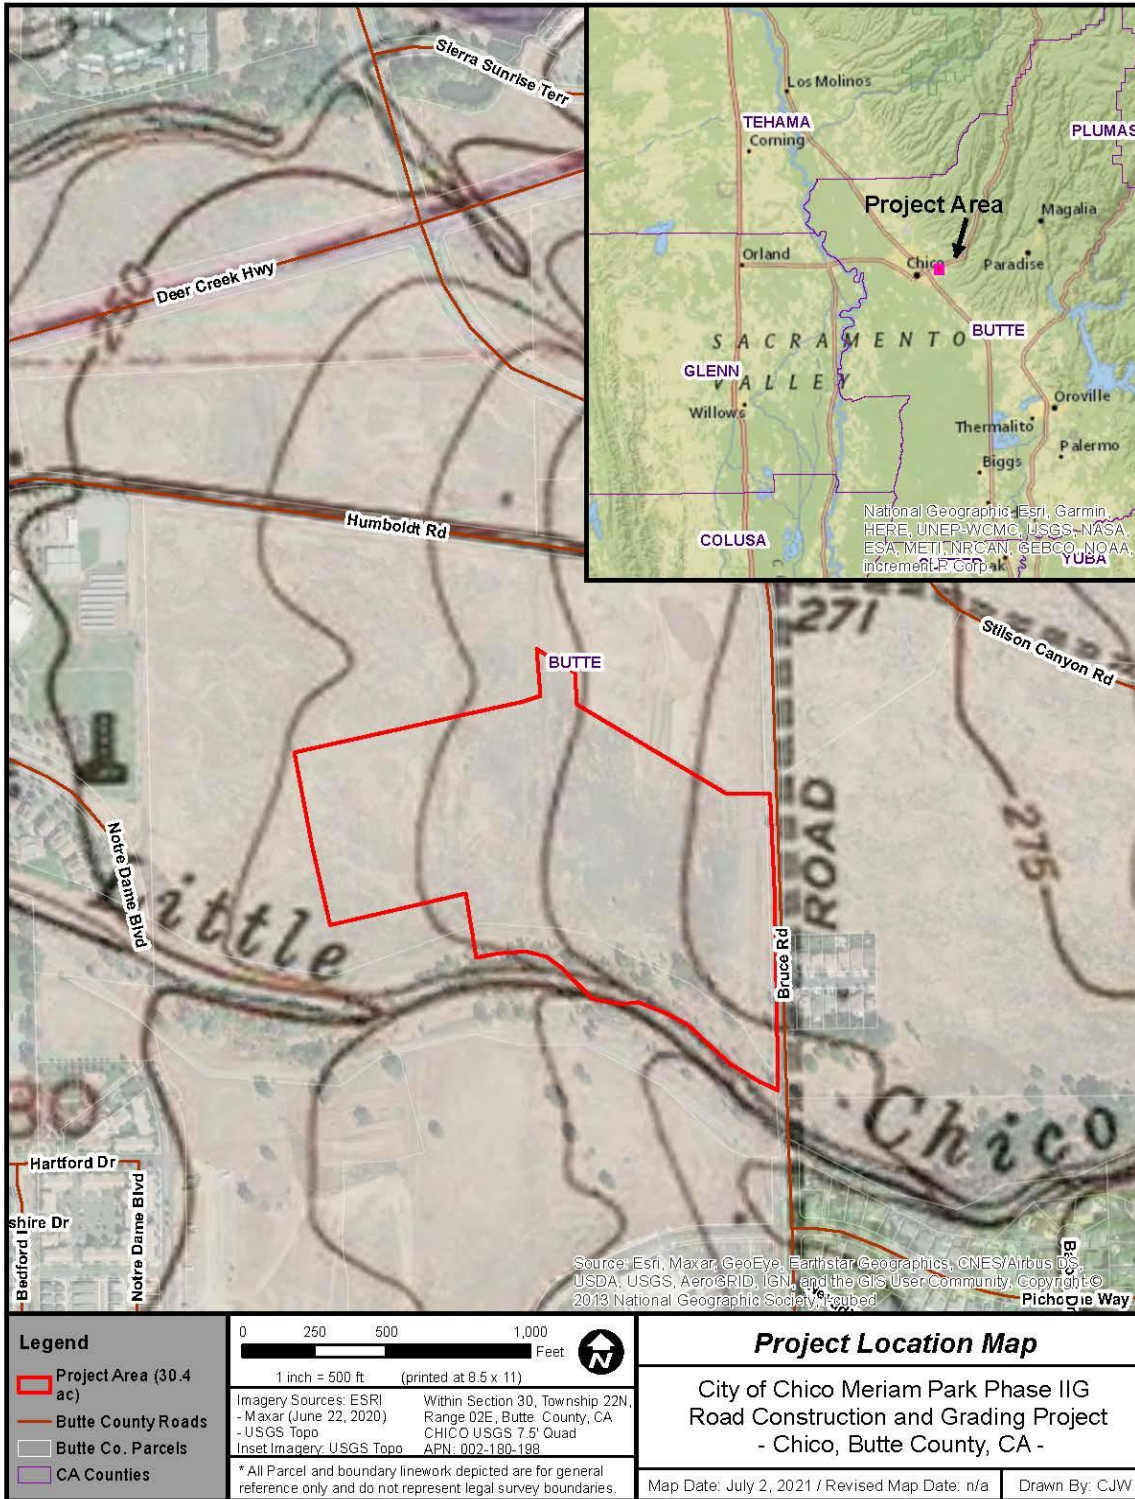 Sierra Sunrise Terr
Deer Creek Hwy
250
Humboldt Rd
Los Molinos
TEHAMA
Corning
PLUMAS
Project Area
Magalia
Orland
Chico
Paradise
BUTTE
SACRAMENTO
GLENN
VALLEY
Willows
Oroville
Thermalito
Palermo
Biggs
COLUSA
YUBA
National Geographic, Esri, Garmin,
HERE, UNEP-WCMC, USGS, NASA,
ESA, METI, NRCAN, GEBCO, NOAA,
increment P Corp.
271
Stilson Canyon Rd
BUTTE
ROAD
275
Notre Dame Blvd
Little
Bruce Rd
Chico
Hartford Dr
shire Dr
Bedford
Notre Dame Blvd
Source: Esri, Maxar, GeoEye, Earthstar Geographics, CNES/Airbus DS,
USDA, USGS, AeroGRID, IGN, and the GIS User Community, Copyright:©
2013 National Geographic Society, i-cubed
Way
Legend
Project Area (30.4
ac)
Butte County Roads
Butte Co. Parcels
CA Counties
0 250 500 1,000
Feet
N
1 inch = 500 ft (printed at 8.5 x 11)
Imagery Sources: ESRI
- Maxar (June 22, 2020)
- USGS Topo
Inset Imagery: USGS Topo
Within Section 30, Township 22N,
Range 02E, Butte County, CA
CHICO USGS 7.5' Quad
APN: 002-180-198
* All Parcel and boundary linework depicted are for general
reference only and do not represent legal survey boundaries.
Project Location Map
City of Chico Meriam Park Phase IIG
Road Construction and Grading Project
- Chico, Butte County, CA -
Map Date: July 2, 2021 / Revised Map Date: n/a
Drawn By: CJW